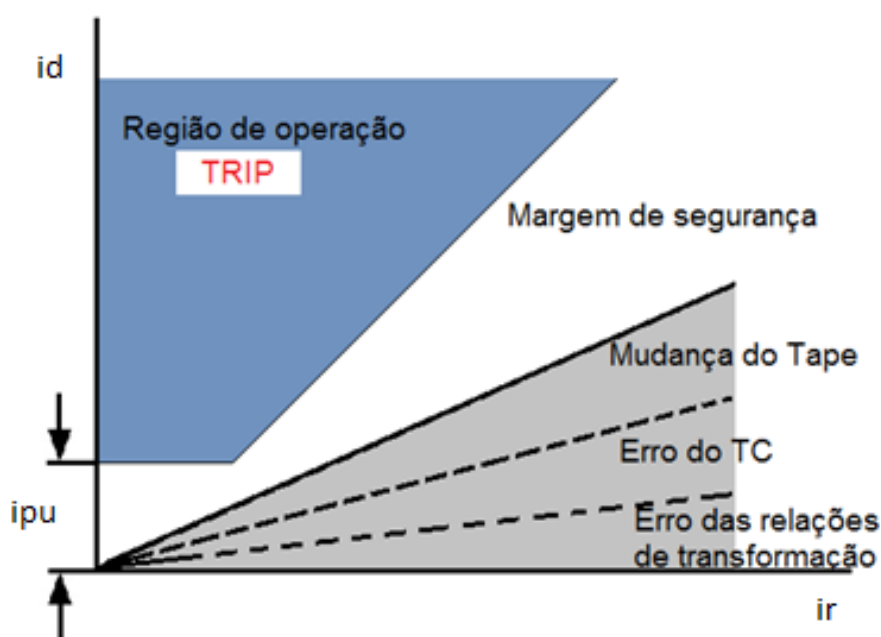 id
Região de operação
TRIP
Margem de segurança
Mudança do Tape
Erro do TC
ipu
Erro das relações
de transformação
ir